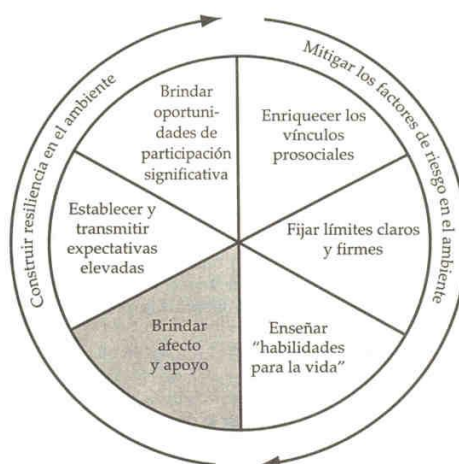 Construir resiliencia en el ambiente
Mitigar los factores de riesgo en el ambiente
Brindar
oportuni-
dades de
participación
significativa
Enriquecer los
vínculos
prosociales
Establecer y
transmitir
expectativas
elevadas
Fijar límites claros
y firmes
Brindar
afecto
y apoyo
Enseñar
“habilidades
para la vida”